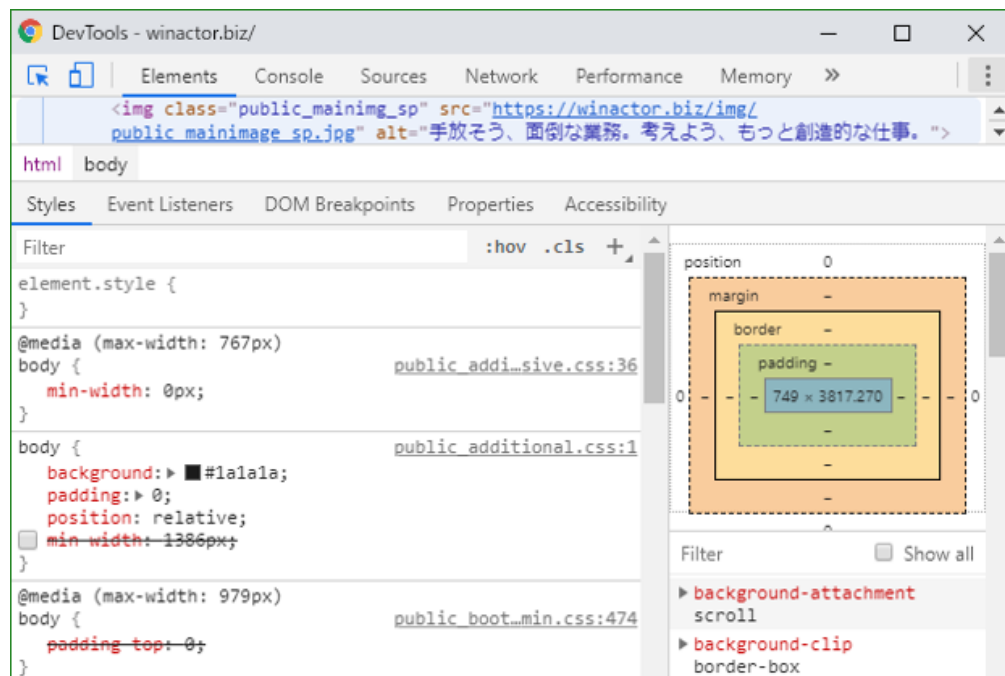 DevTools - winactor.biz/
Elements Console Sources Network Performance Memory »
<img class="public_mainimg_sp" src="https://winactor.biz/img/
public_mainimage_sp.jpg" alt="手放そう、面倒な業務。考えよう、もっと創造的な仕事。">
html body
Styles Event Listeners DOM Breakpoints Properties Accessibility
Filter :hov .cls +
element.style {
}
@media (max-width: 767px)
body { public_addi…sive.css:36
min-width: 0px;
}
body { public_additional.css:1
background: #1a1a1a;
padding: 0;
position: relative;
min-width: 1386px;
}
@media (max-width: 979px)
body { public_boot…min.css:474
padding-top: 0;
}
position 0
margin –
border –
padding –
0 – – – 749 × 3817.270 – – – 0
–
–
–
0
Filter Show all
background-attachment
scroll
background-clip
border-box